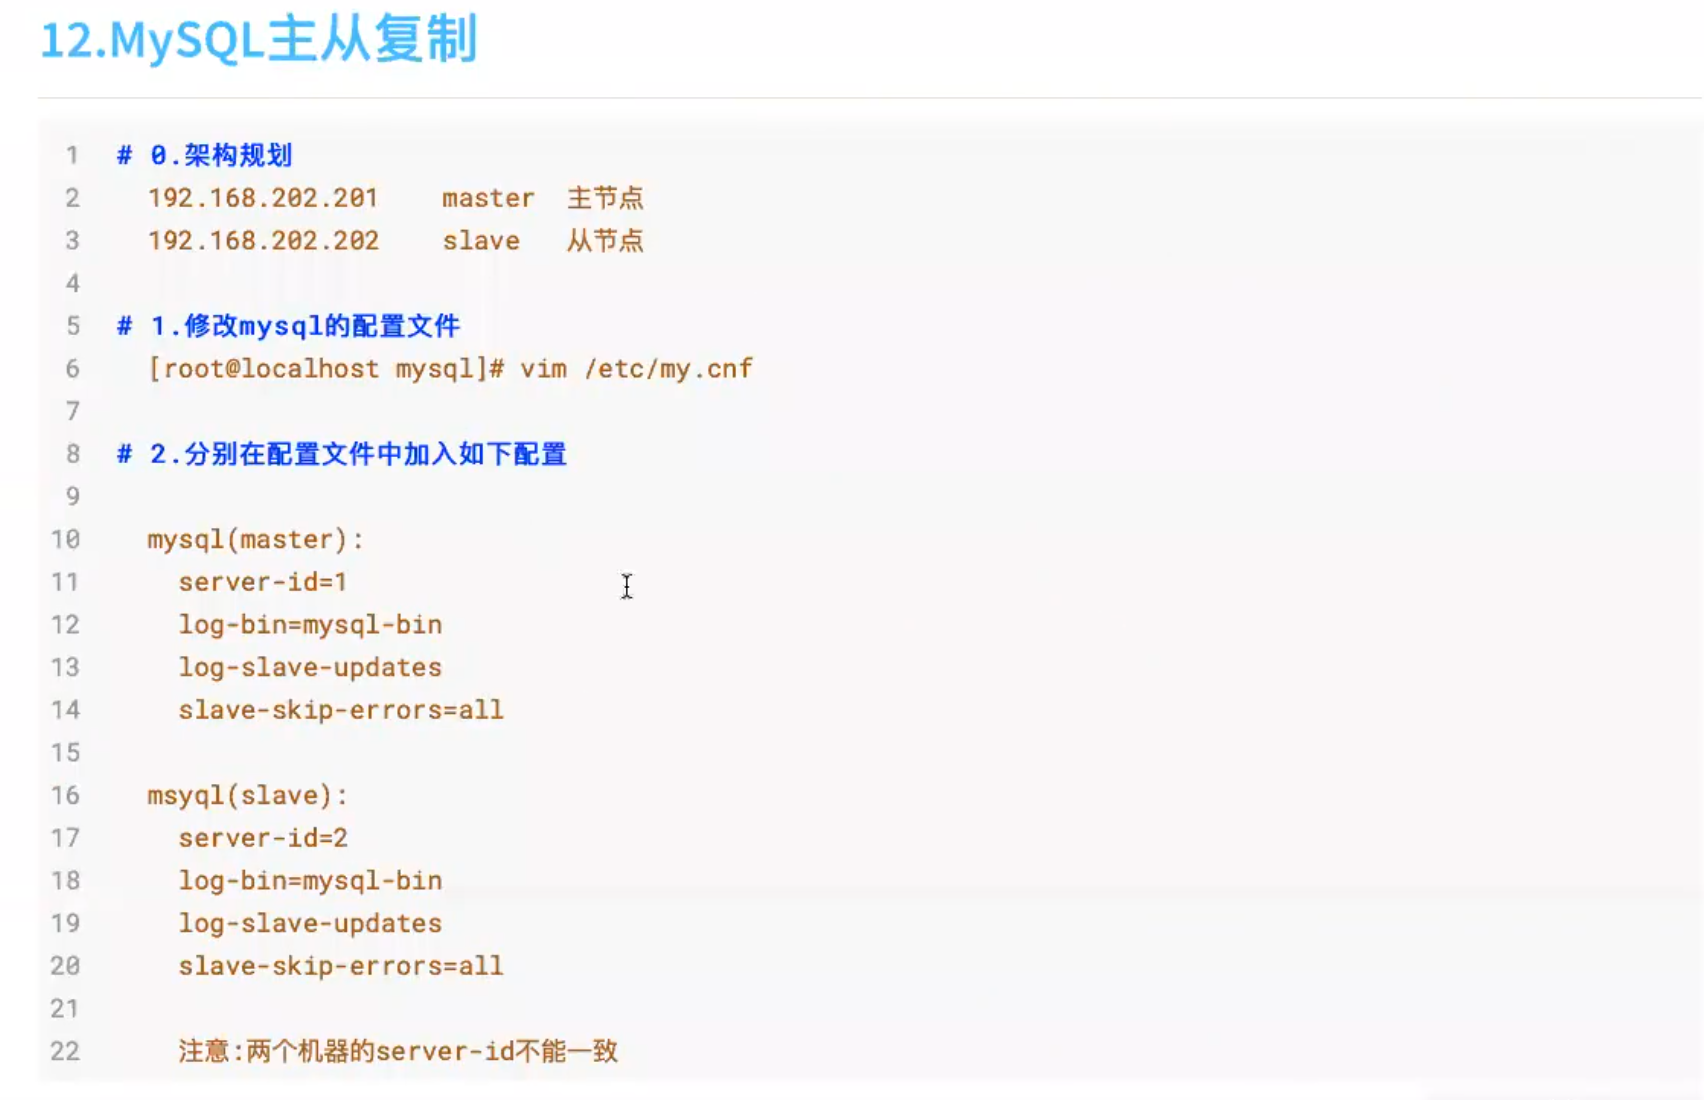 12.MySQL主从复制
1 # 0.架构规划
2 192.168.202.201 master 主节点
3 192.168.202.202 slave 从节点
4
5 # 1.修改mysql的配置文件
6 [root@localhost mysql]# vim /etc/my.cnf
7
8 # 2.分别在配置文件中加入如下配置
9
10 mysql(master):
11 server-id=1
12 log-bin=mysql-bin
13 log-slave-updates
14 slave-skip-errors=all
15
16 msyql(slave):
17 server-id=2
18 log-bin=mysql-bin
19 log-slave-updates
20 slave-skip-errors=all
21
22 注意:两个机器的server-id不能一致